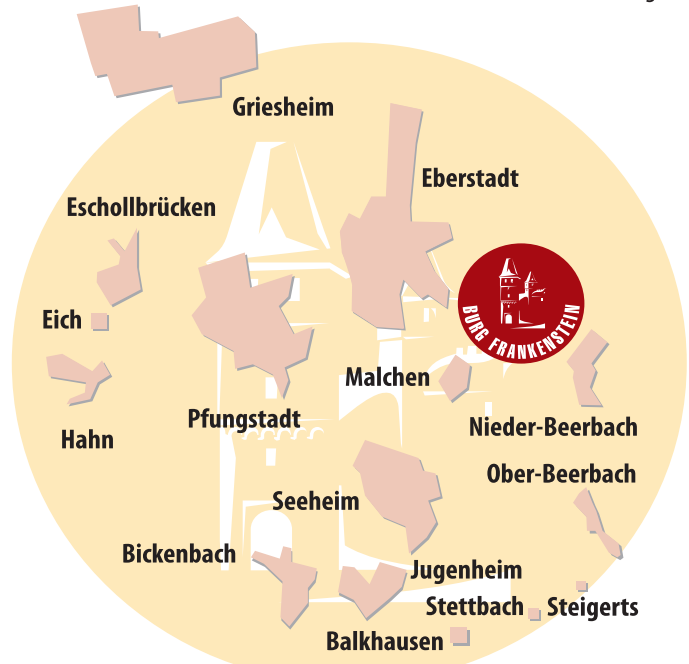 Griesheim
Eberstadt
Eschollbrücken
BURG FRANKENSTEIN
Eich
Malchen
Pfungstadt
Nieder-Beerbach
Hahn
Ober-Beerbach
Seeheim
Bickenbach
Jugenheim
Stettbach Steigerts
Balkhausen